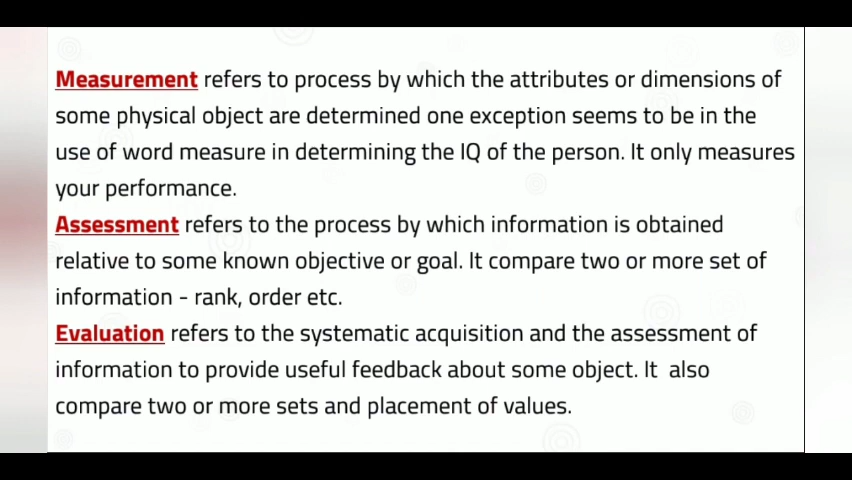 Measurement refers to process by which the attributes or dimensions of
some physical object are determined one exception seems to be in the
use of word measure in determining the IQ of the person. It only measures
your performance.
Assessment refers to the process by which information is obtained
relative to some known objective or goal. It compare two or more set of
information - rank, order etc.
Evaluation refers to the systematic acquisition and the assessment of
information to provide useful feedback about some object. It also
compare two or more sets and placement of values.